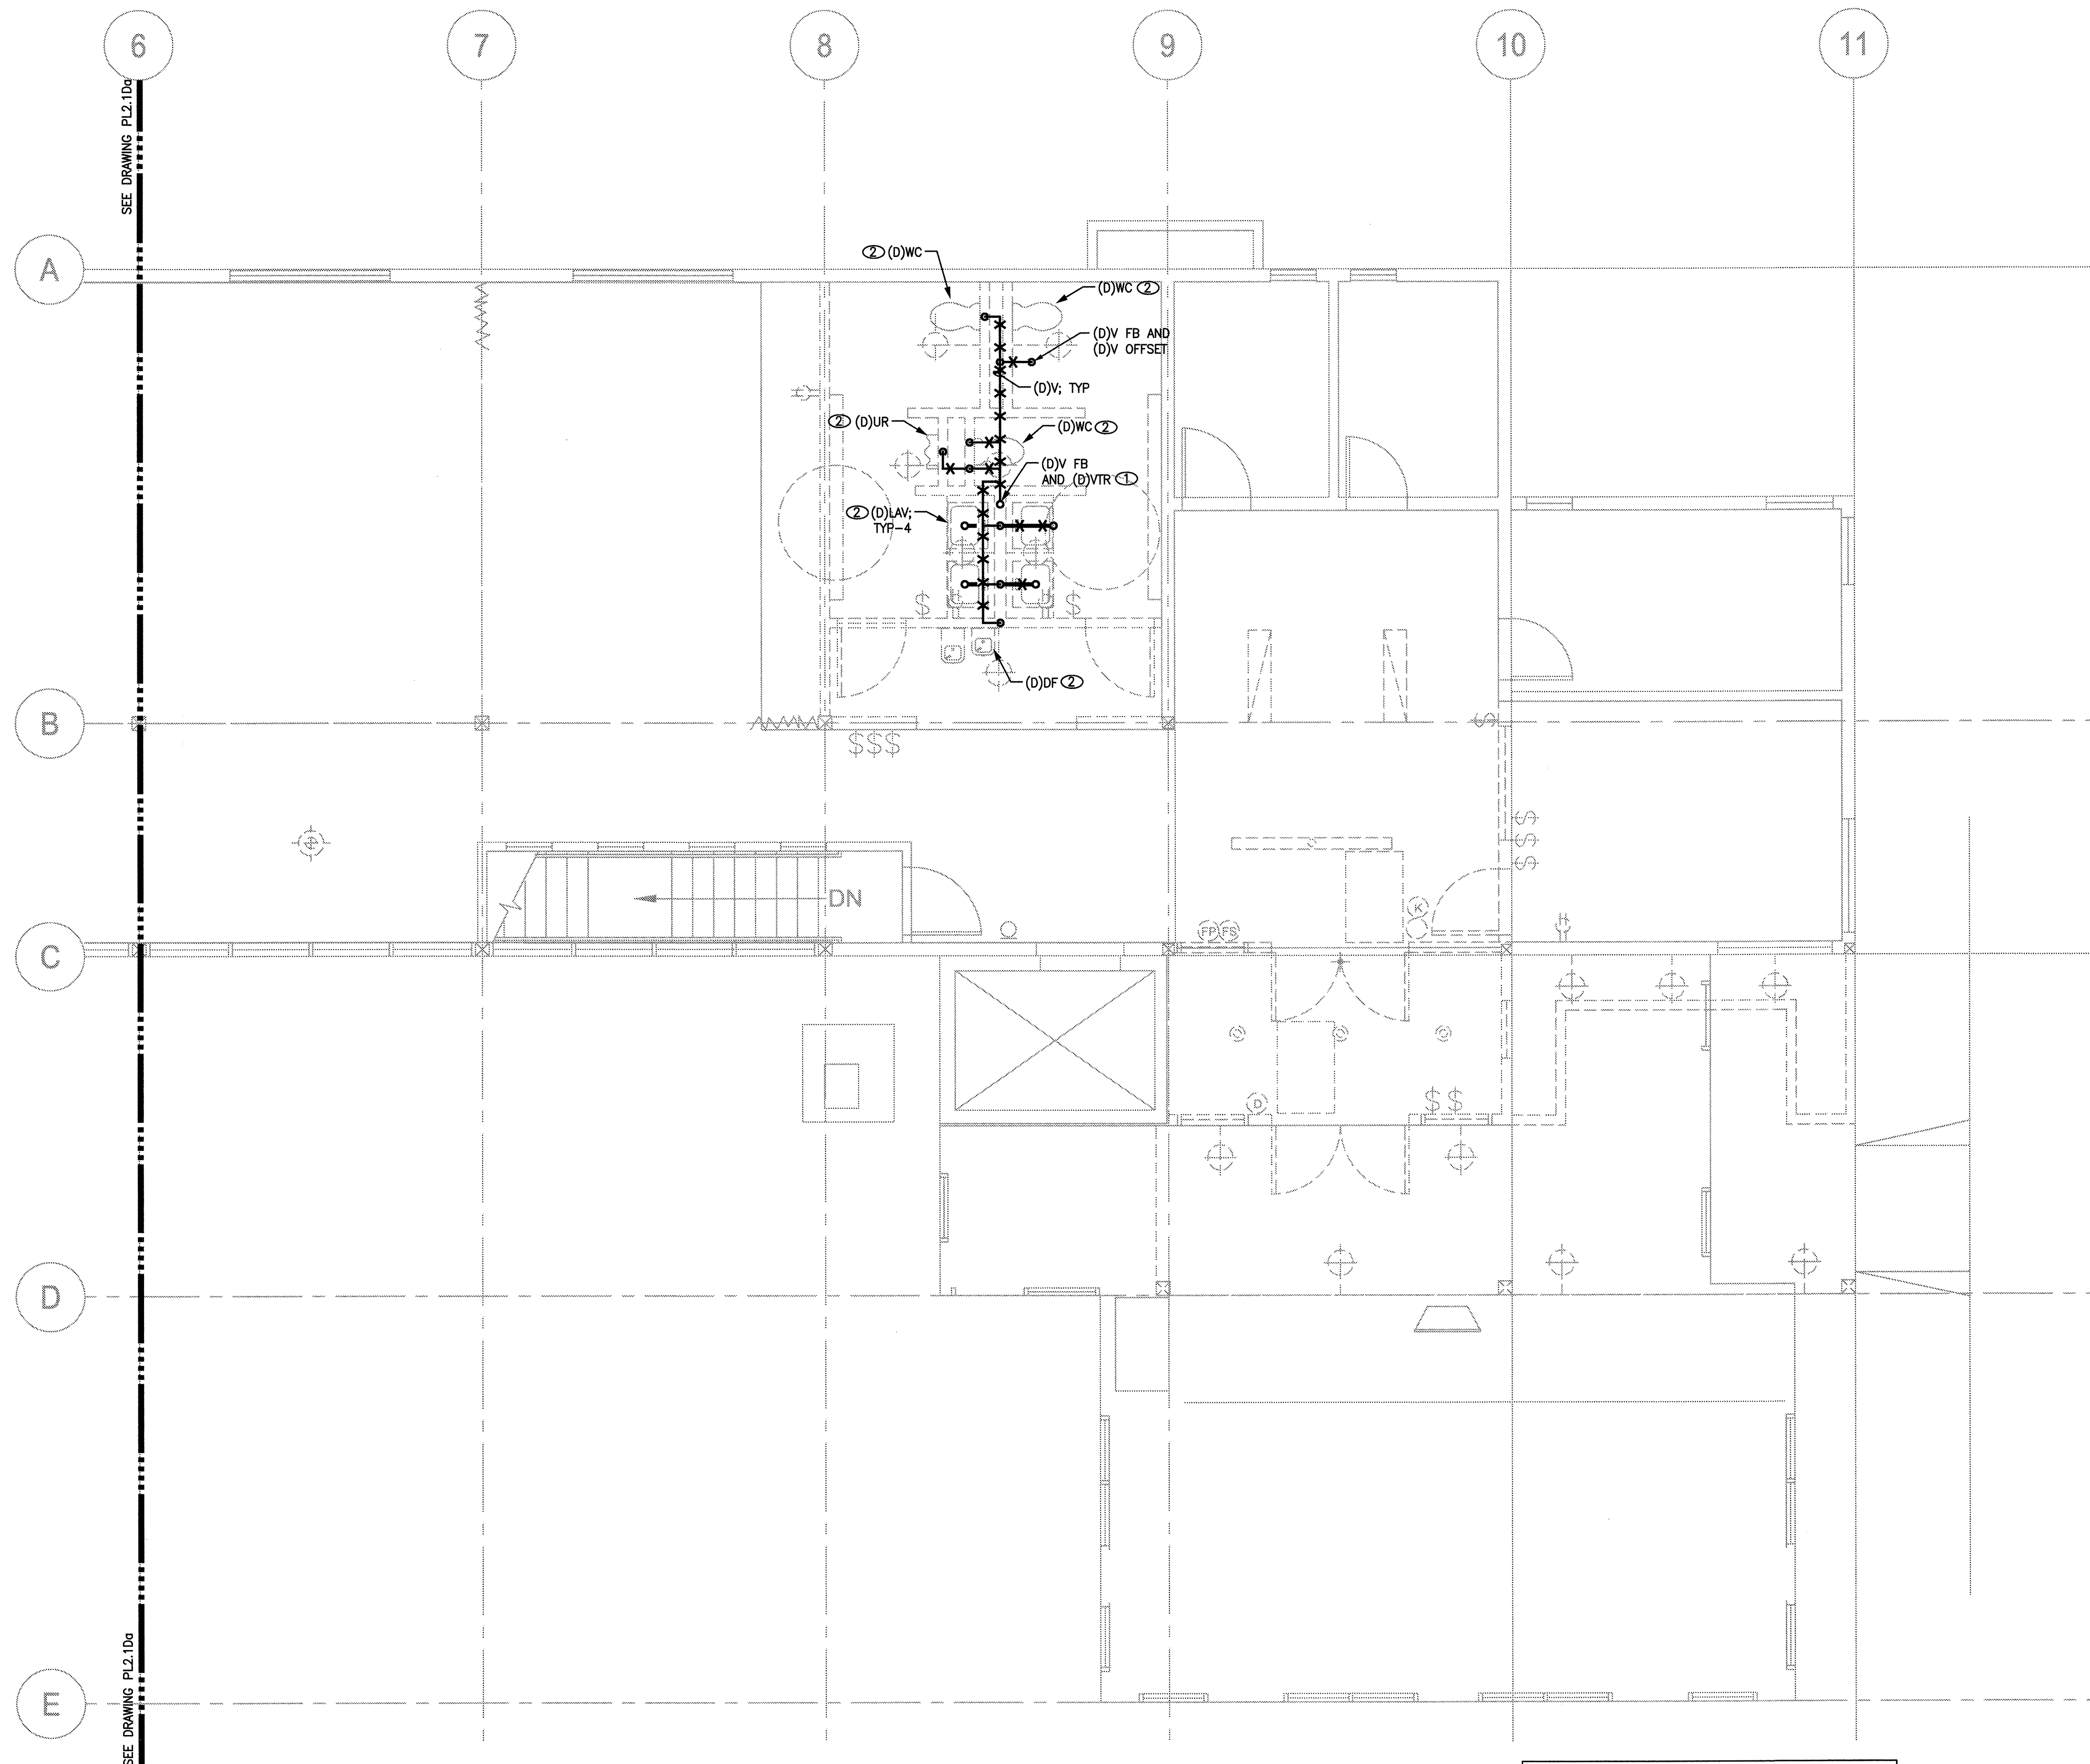 6
7
8
9
10
11
SEE DRAWING PL2.1Da
A
2 (D)WC
(D)WC 2
(D)V FB AND
(D)V OFFSET
(D)V; TYP
2 (D)UR
(D)WC 2
(D)V FB
AND (D)VTR 1
2 (D)LAV;
TYP-4
$
$
(D)DF 2
B
$
$$$
$
$
$
DN
K
FP FS
C
D
$$
D
E
SEE DRAWING PL2.1Da